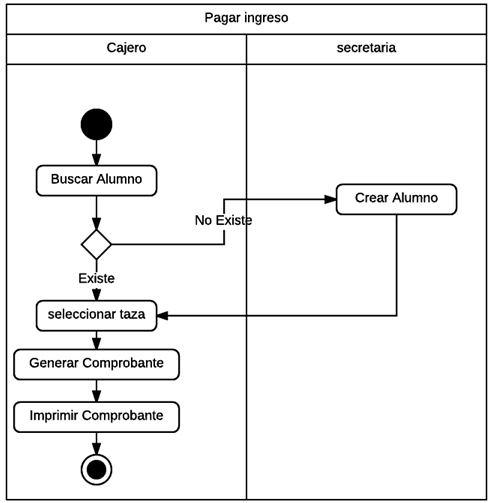 Pagar ingreso
Cajero
secretaria
Buscar Alumno
Crear Alumno
No Existe
Existe
seleccionar taza
Generar Comprobante
Imprimir Comprobante